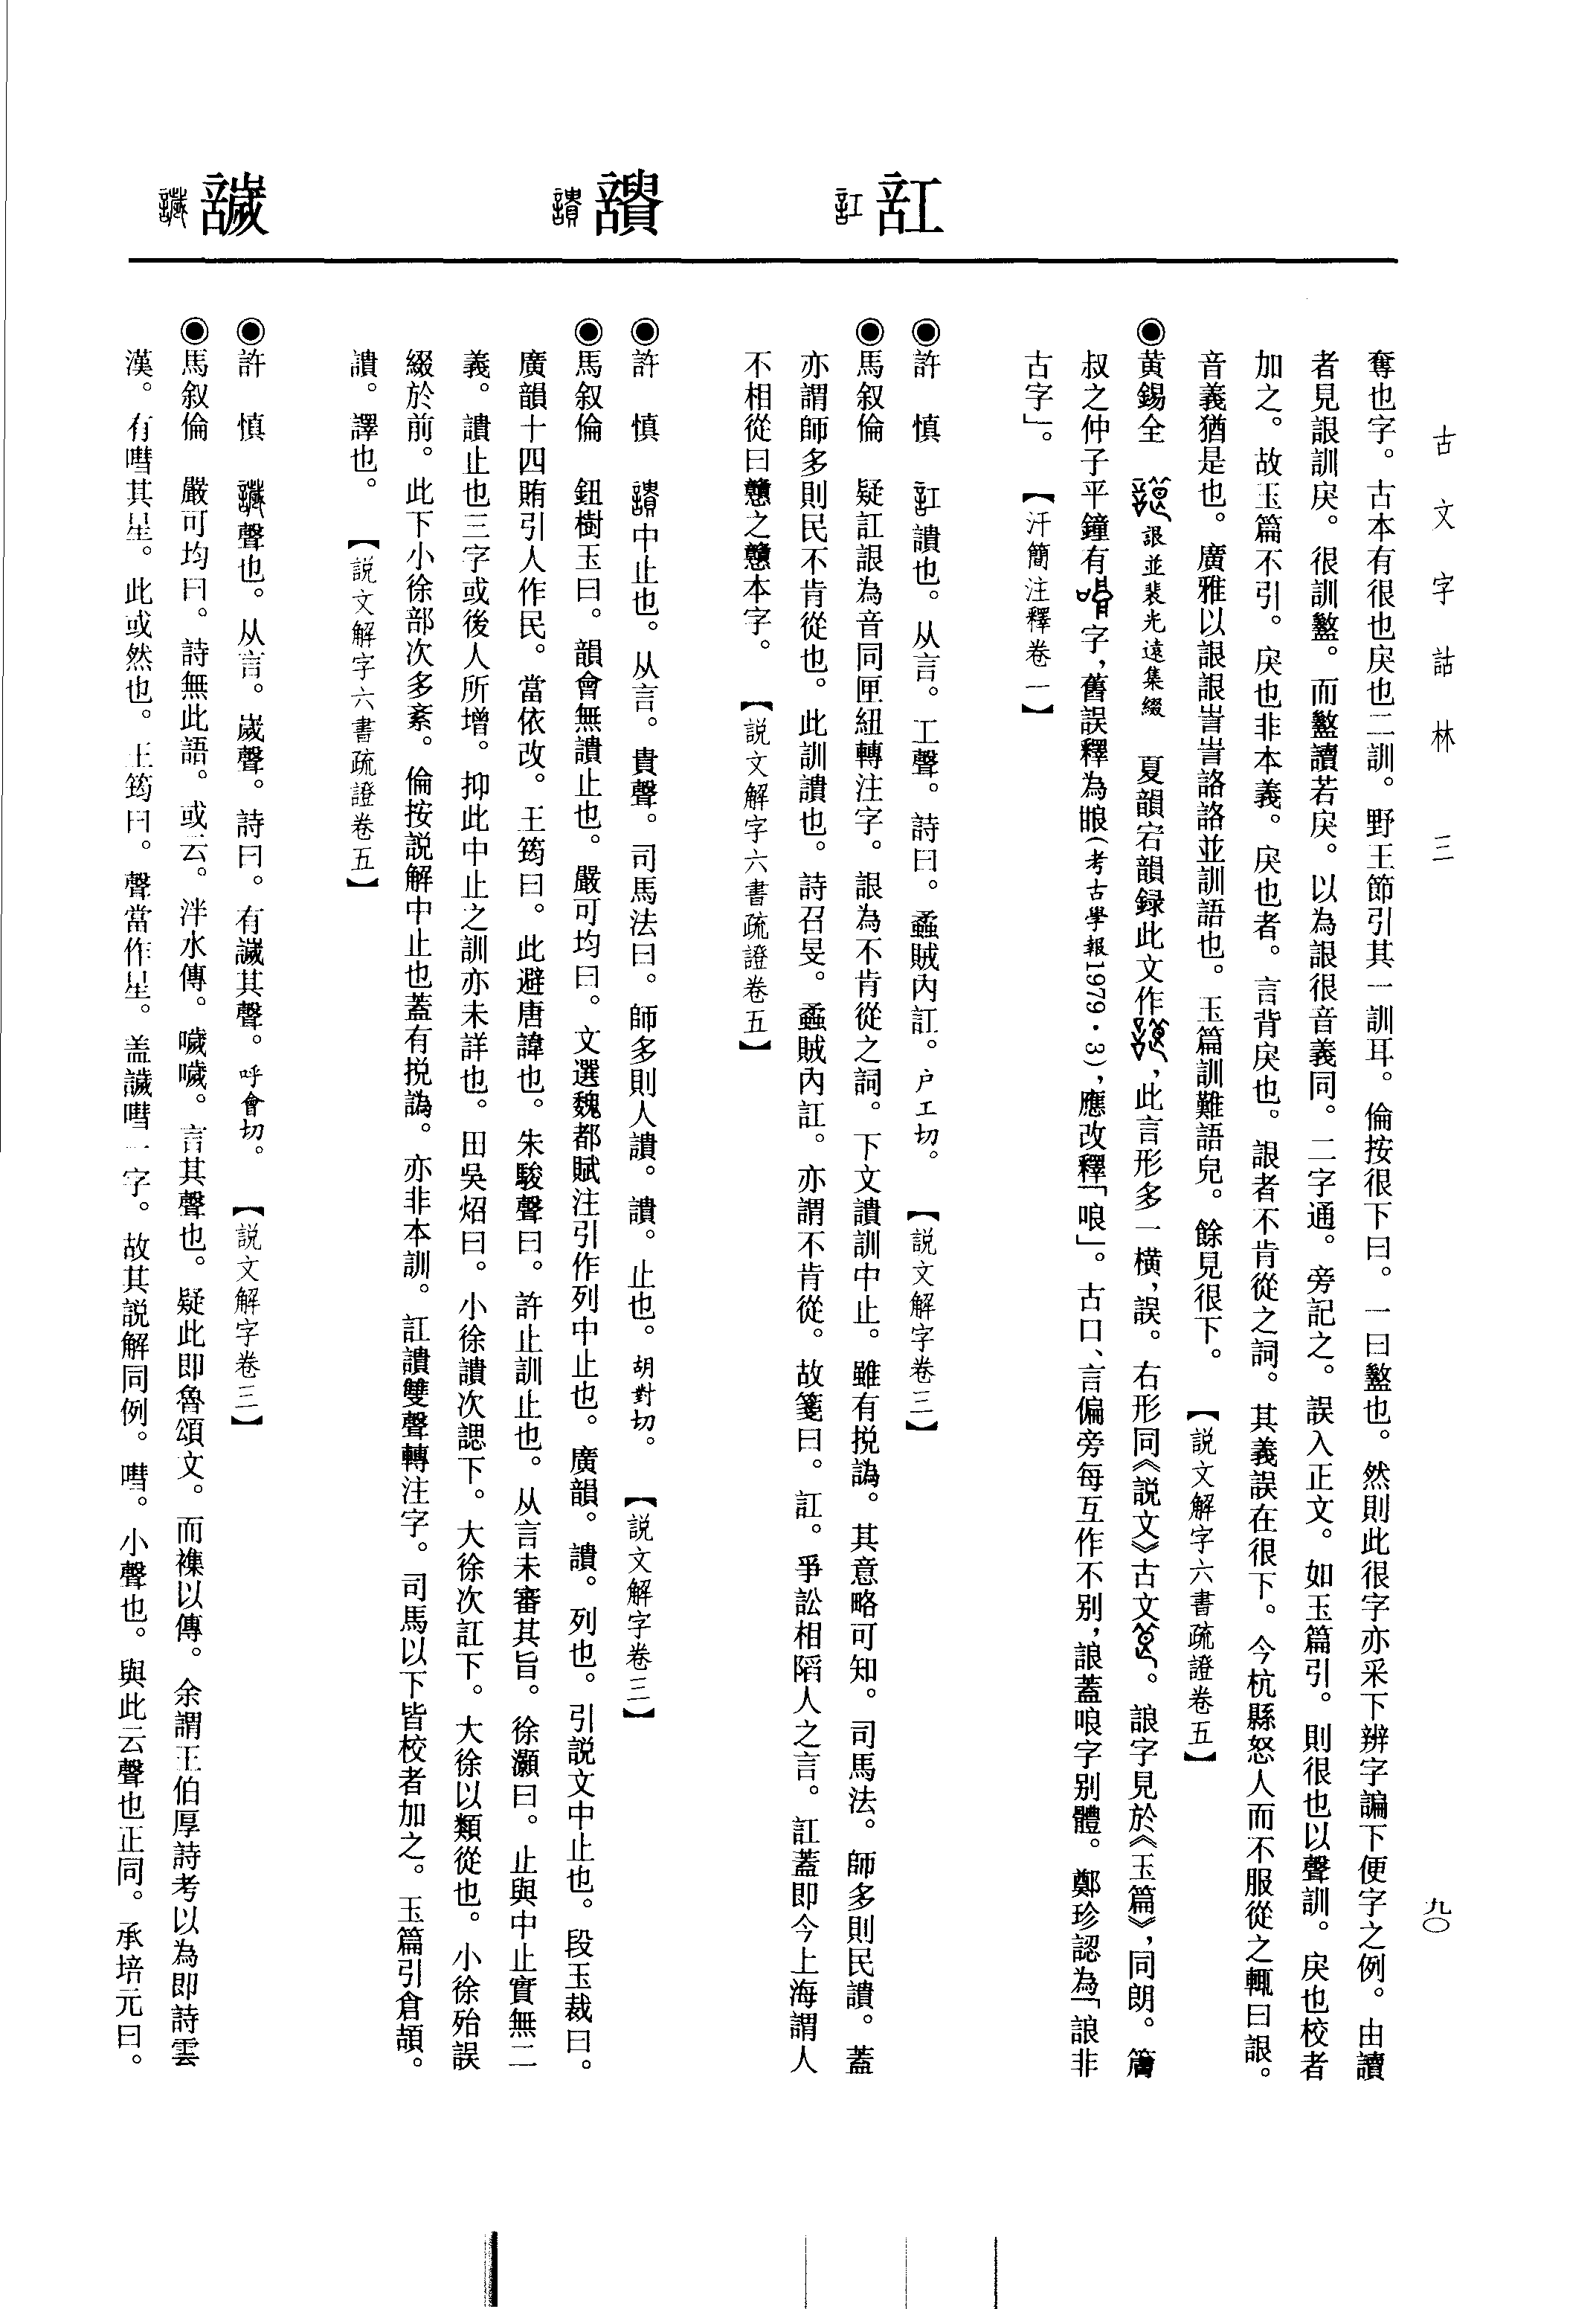 古文字詁林 三
九〇
訌
讃
譏
奪也字。古本有很也戾也二訓。野王節引其一訓耳。倫按很下曰。一曰盭也。然則此很字亦采下辨字諞下便字之例。由讀
者見詪訓戾。很訓盭。而盭讀若戾。以為詪很音義同。二字通。旁記之。誤入正文。如玉篇引。則很也以聲訓。戾也校者
加之。故玉篇不引。戾也非本義。戾也者。言背戾也。詪者不肯從之詞。其義誤在很下。今杭縣怒人而不服從之輒曰詪。
音義猶是也。廣雅以詪詪訔訔詻詻並訓語也。玉篇訓難語皃。餘見很下。【説文解字六書疏證卷五】
◉黄錫全 詪並裴光遠集綴 夏韻宕韻録此文作，此言形多一横，誤。右形同《説文》古文。誏字見於《玉篇》，同朗。篇
叔之仲子平鐘有字，舊誤釋為眼(考古學報1979·3)，應改釋「哴」。古口、言偏旁每互作不别，誏蓋哴字别體。鄭珍認為「誏非
古字」。【汗簡注釋卷一】
◉許 慎 訌讃也。从言。工聲。詩曰。蟊賊內訌。户工切。【説文解字卷三】
◉馬叙倫 疑訌詪為音同匣紐轉注字。詪為不肯從之詞。下文讃訓中止。雖有捝譌。其意略可知。司馬法。師多則民讃。蓋
亦謂師多則民不肯從也。此訓讃也。詩召旻。蟊賊內訌。亦謂不肯從。故箋曰。訌。爭訟相陷人之言。訌蓋即今上海謂人
不相從曰戇之戇本字。【説文解字六書疏證卷五】
◉許 慎 中止也。从言。貴聲。司馬法曰。師多則人讃。讃。止也。胡對切。【説文解字卷三】
◉馬叙倫 鈕樹玉曰。韻會無讃止也。嚴可均曰。文選魏都賦注引作列中止也。廣韻。讃。列也。引説文中止也。段玉裁曰。
廣韻十四賄引人作民。當依改。王筠曰。此避唐諱也。朱駿聲曰。許止訓止也。从言未審其旨。徐灝曰。止與中止實無二
義。讃止也三字或後人所增。抑此中止之訓亦未詳也。田吳炤曰。小徐讃次諰下。大徐次訌下。大徐以類從也。小徐殆誤
綴於前。此下小徐部次多紊。倫按説解中止也蓋有捝譌。亦非本訓。訌讃雙聲轉注字。司馬以下皆校者加之。玉篇引倉頡。
讃。譯也。【説文解字六書疏證卷五】
◉許 慎 聲也。从言。歲聲。詩曰。有譏其聲。呼會切。【説文解字卷三】
◉馬叙倫 嚴可均曰。詩無此語。或云。泮水傳。噦噦。言其聲也。疑此即魯頌文。而襍以傳。余謂王伯厚詩考以為即詩雲
漢。有嘒其星。此或然也。王筠曰。聲當作星。盖譏嘒一字。故其説解同例。嘒。小聲也。與此云聲也正同。承培元曰。